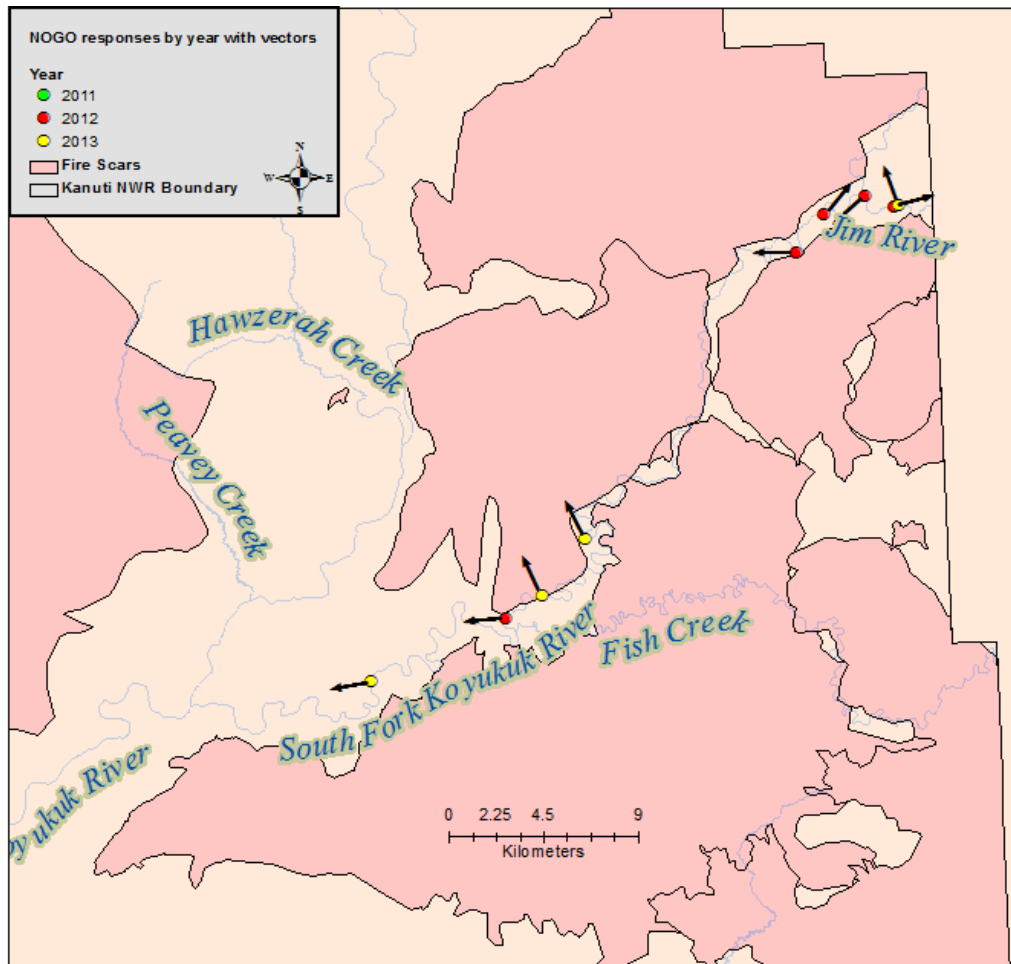 NOGO responses by year with vectors
Year
2011
2012
2013
Fire Scars
Kanuti NWR Boundary
N
W
E
S
Jim River
Hawzerah Creek
Peavey Creek
Fish Creek
South Fork Koyukuk River
oyukuk River
0 2.25 4.5 9
Kilometers